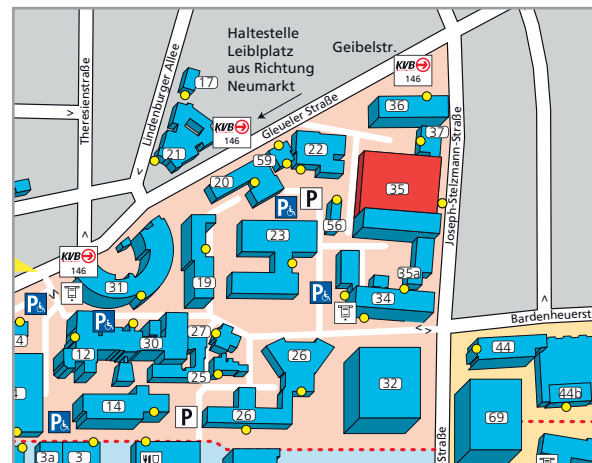 Haltestelle
Leiblplatz
aus Richtung
Neumarkt
Geibelstr.
KVB
146
Theresienstraße
Lindenburger Allee
17
KVB
146
Gleueler Straße
36
37
21
59
22
20
35
Joseph-Stelzmann-Straße
P
P
56
23
KVB
146
31
19
35a
P
34
P
P
Bardenheuerst
4
27
30
12
26
44
25
32
44b
14
P
P
26
69
4
3a
3
Straße